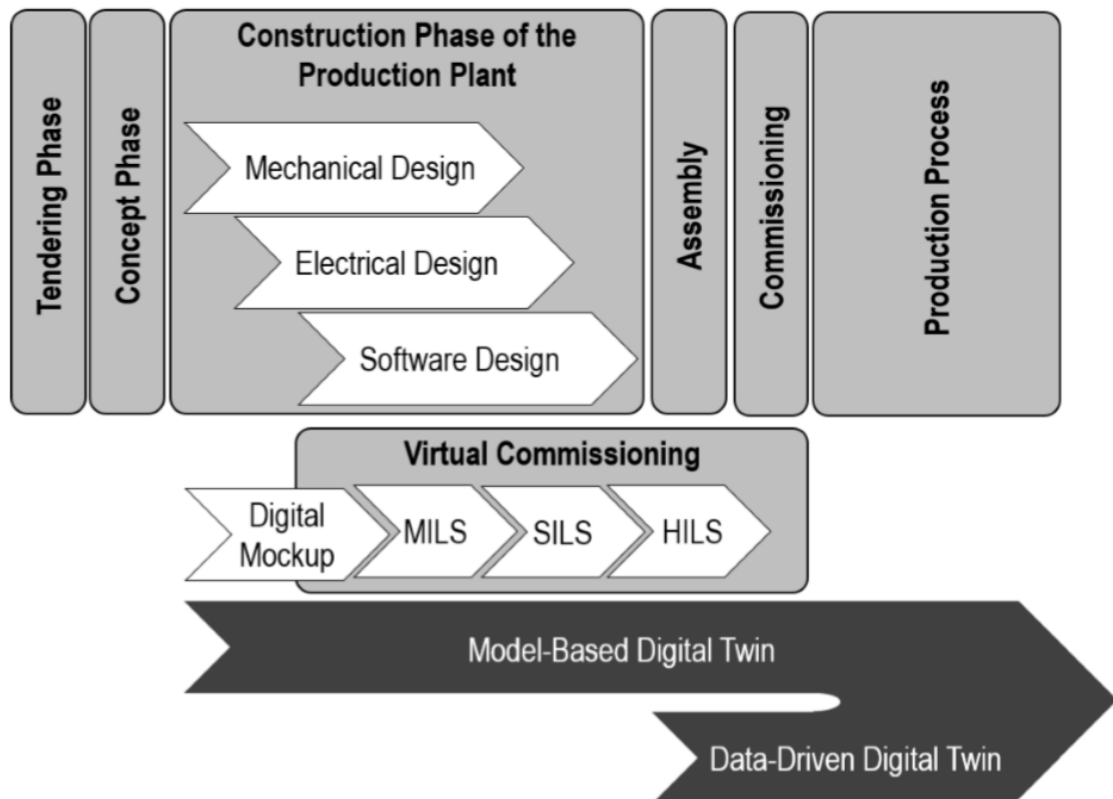 Tendering Phase
Concept Phase
Construction Phase of the
Production Plant
Mechanical Design
Electrical Design
Software Design
Assembly
Commissioning
Production Process
Virtual Commissioning
Digital
Mockup
MILS
SILS
HILS
Model-Based Digital Twin
Data-Driven Digital Twin